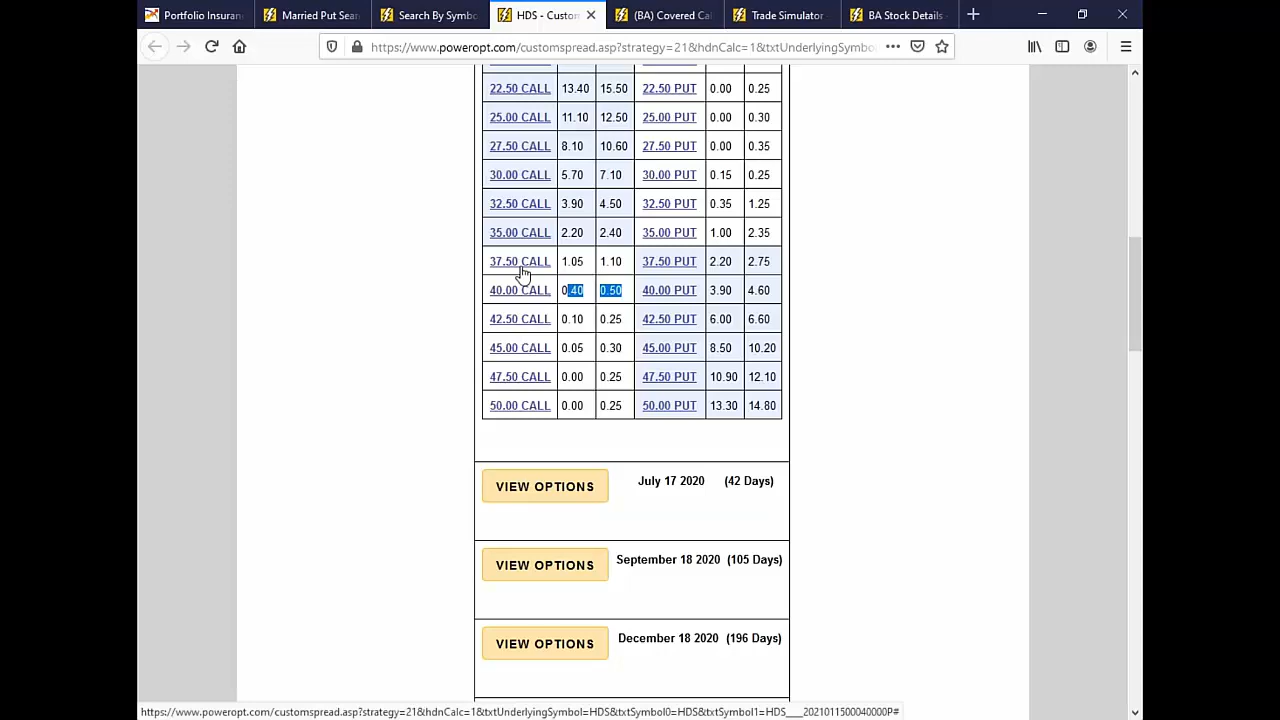 Portfolio Insuran
Married Put Sear
Search By Symbo
HDS - Custom
(BA) Covered Cal
Trade Simulator
BA Stock Details
https://www.poweropt.com/customspread.asp?strategy=21&hdnCalc=1&txtUnderlyingSymbo
22.50 CALL 13.40 15.50 22.50 PUT 0.00 0.25
25.00 CALL 11.10 12.50 25.00 PUT 0.00 0.30
27.50 CALL 8.10 10.60 27.50 PUT 0.00 0.35
30.00 CALL 5.70 7.10 30.00 PUT 0.15 0.25
32.50 CALL 3.90 4.50 32.50 PUT 0.35 1.25
35.00 CALL 2.20 2.40 35.00 PUT 1.00 2.35
37.50 CALL 1.05 1.10 37.50 PUT 2.20 2.75
40.00 CALL 0.40 0.50 40.00 PUT 3.90 4.60
42.50 CALL 0.10 0.25 42.50 PUT 6.00 6.60
45.00 CALL 0.05 0.30 45.00 PUT 8.50 10.20
47.50 CALL 0.00 0.25 47.50 PUT 10.90 12.10
50.00 CALL 0.00 0.25 50.00 PUT 13.30 14.80
VIEW OPTIONS July 17 2020 (42 Days)
VIEW OPTIONS September 18 2020 (105 Days)
VIEW OPTIONS December 18 2020 (196 Days)
https://www.poweropt.com/customspread.asp?strategy=21&hdnCalc=1&txtUnderlyingSymbol=HDS&txtSymbol0=HDS&txtSymbol1=HDS___2021011500040000P#